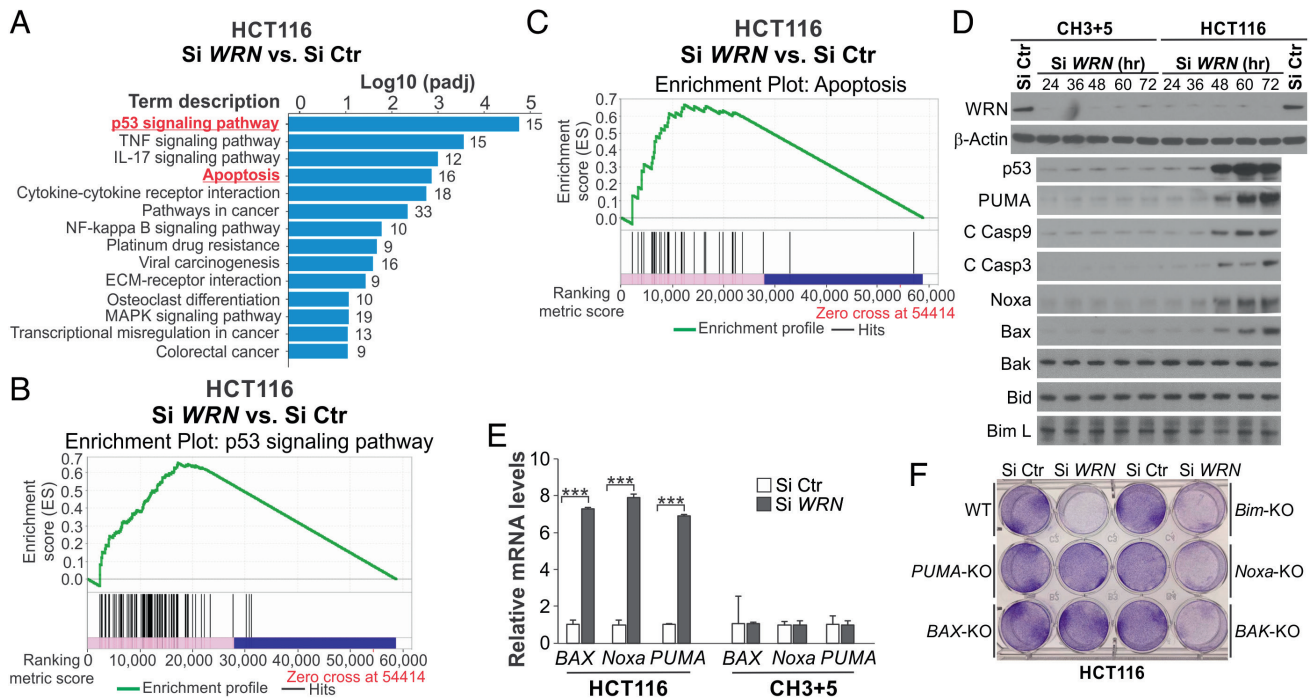 A
HCT116
Si WRN vs. Si Ctr
Log10 (padj)
Term description 0 1 2 3 4 5
p53 signaling pathway 15
TNF signaling pathway 15
IL-17 signaling pathway 12
Apoptosis 16
Cytokine-cytokine receptor interaction 18
Pathways in cancer 33
NF-kappa B signaling pathway 10
Platinum drug resistance 9
Viral carcinogenesis 16
ECM-receptor interaction 9
Osteoclast differentiation 10
MAPK signaling pathway 19
Transcriptional misregulation in cancer 13
Colorectal cancer 9
B
HCT116
Si WRN vs. Si Ctr
Enrichment Plot: p53 signaling pathway
Enrichment
score (ES)
0.7
0.6
0.5
0.4
0.3
0.2
0.1
0.0
Ranking
metric score
0 10,000 20,000 30,000 40,000 50,000 60,000
Zero cross at 54414
Enrichment profile Hits
C
HCT116
Si WRN vs. Si Ctr
Enrichment Plot: Apoptosis
Enrichment
score (ES)
0.7
0.6
0.5
0.4
0.3
0.2
0.1
0.0
Ranking
metric score
0 10,000 20,000 30,000 40,000 50,000 60,000
Zero cross at 54414
Enrichment profile Hits
D
CH3+5 HCT116
Si Ctr Si WRN (hr) Si WRN (hr) Si Ctr
24 36 48 60 72 24 36 48 60 72
WRN
β-Actin
p53
PUMA
C Casp9
C Casp3
Noxa
Bax
Bak
Bid
Bim L
E
Relative mRNA levels
10
8
6
4
2
0
*** *** ***
Si Ctr
Si WRN
BAX Noxa PUMA BAX Noxa PUMA
HCT116 CH3+5
F
Si Ctr Si WRN Si Ctr Si WRN
WT Bim-KO
PUMA-KO Noxa-KO
BAX-KO BAK-KO
HCT116